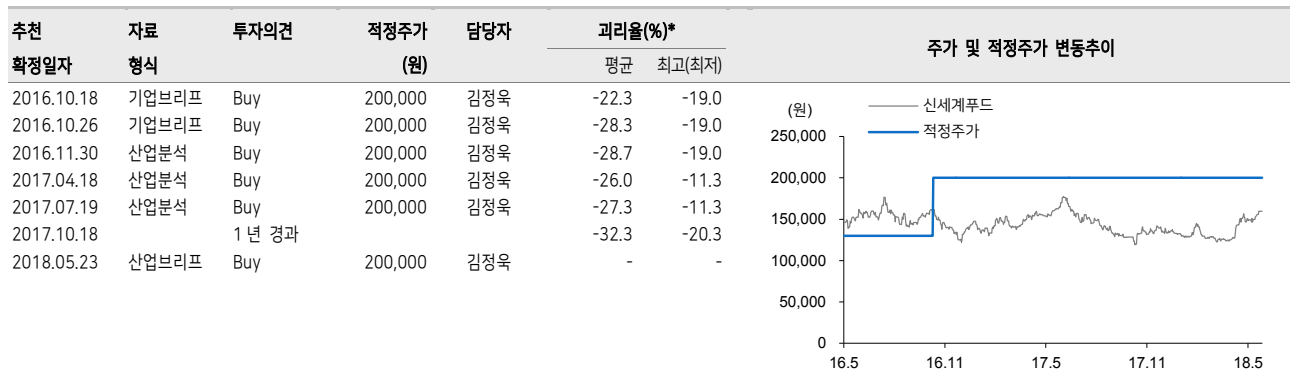 추천 자료 투자의견 적정주가 담당자 괴리율(%)* 주가 및 적정주가 변동추이
확정일자 형식 (원) 평균 최고(최저)
2016.10.18 기업브리프 Buy 200,000 김정욱 -22.3 -19.0
2016.10.26 기업브리프 Buy 200,000 김정욱 -28.3 -19.0
2016.11.30 산업분석 Buy 200,000 김정욱 -28.7 -19.0
2017.04.18 산업분석 Buy 200,000 김정욱 -26.0 -11.3
2017.07.19 산업분석 Buy 200,000 김정욱 -27.3 -11.3
2017.10.18 1년 경과 -32.3 -20.3
2018.05.23 산업브리프 Buy 200,000 김정욱 - -
(원)
신세계푸드
적정주가
250,000
200,000
150,000
100,000
50,000
0
16.5 16.11 17.5 17.11 18.5